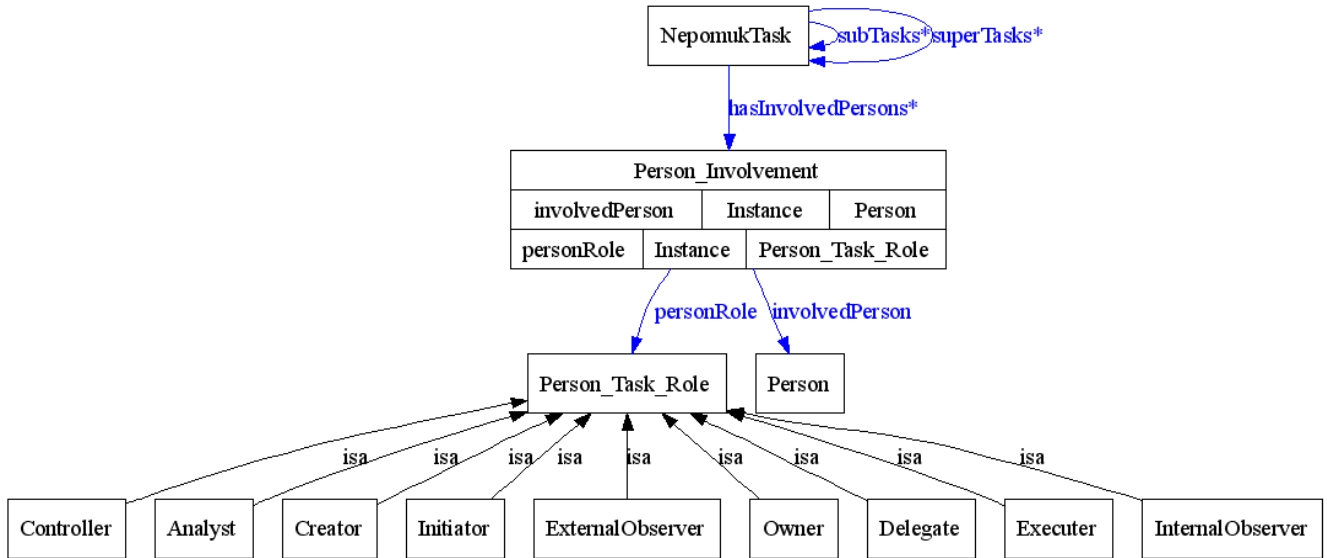 NepomukTask
subTasks*
superTasks*
hasInvolvedPersons*
Person_Involvement
involvedPerson Instance Person
personRole Instance Person_Task_Role
personRole involvedPerson
Person_Task_Role Person
isa isa isa isa isa isa isa isa isa
Controller Analyst Creator Initiator ExternalObserver Owner Delegate Executer InternalObserver